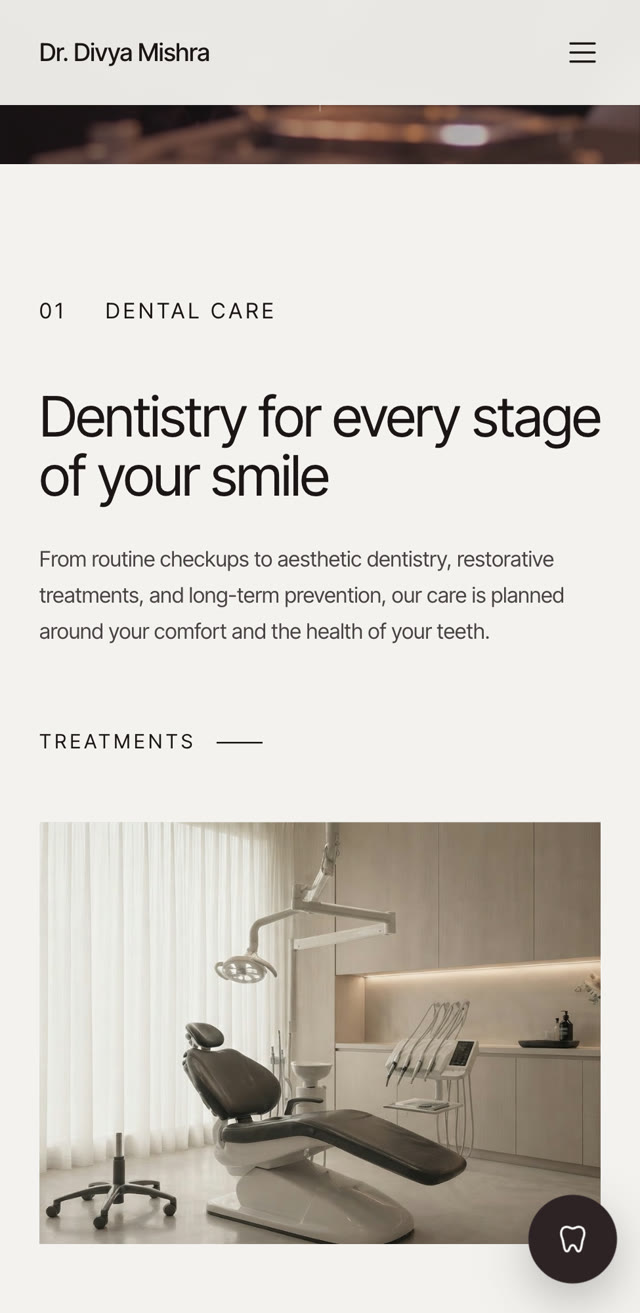 Dr. Divya Mishra
01 DENTAL CARE
Dentistry for every stage
of your smile
From routine checkups to aesthetic dentistry, restorative
treatments, and long-term prevention, our care is planned
around your comfort and the health of your teeth.
TREATMENTS